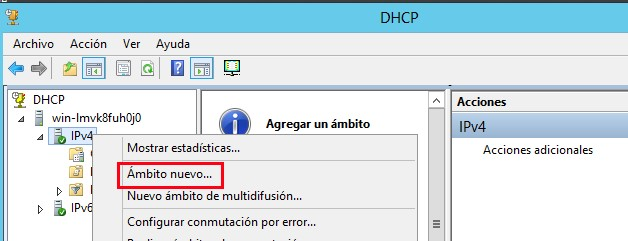 DHCP
Archivo Acción Ver Ayuda
DHCP
win-lmvk8fuh0j0
IPv4
IPv6
Agregar un ámbito
Mostrar estadísticas...
Ámbito nuevo...
Nuevo ámbito de multidifusión...
Configurar conmutación por error...
Acciones
IPv4
Acciones adicionales